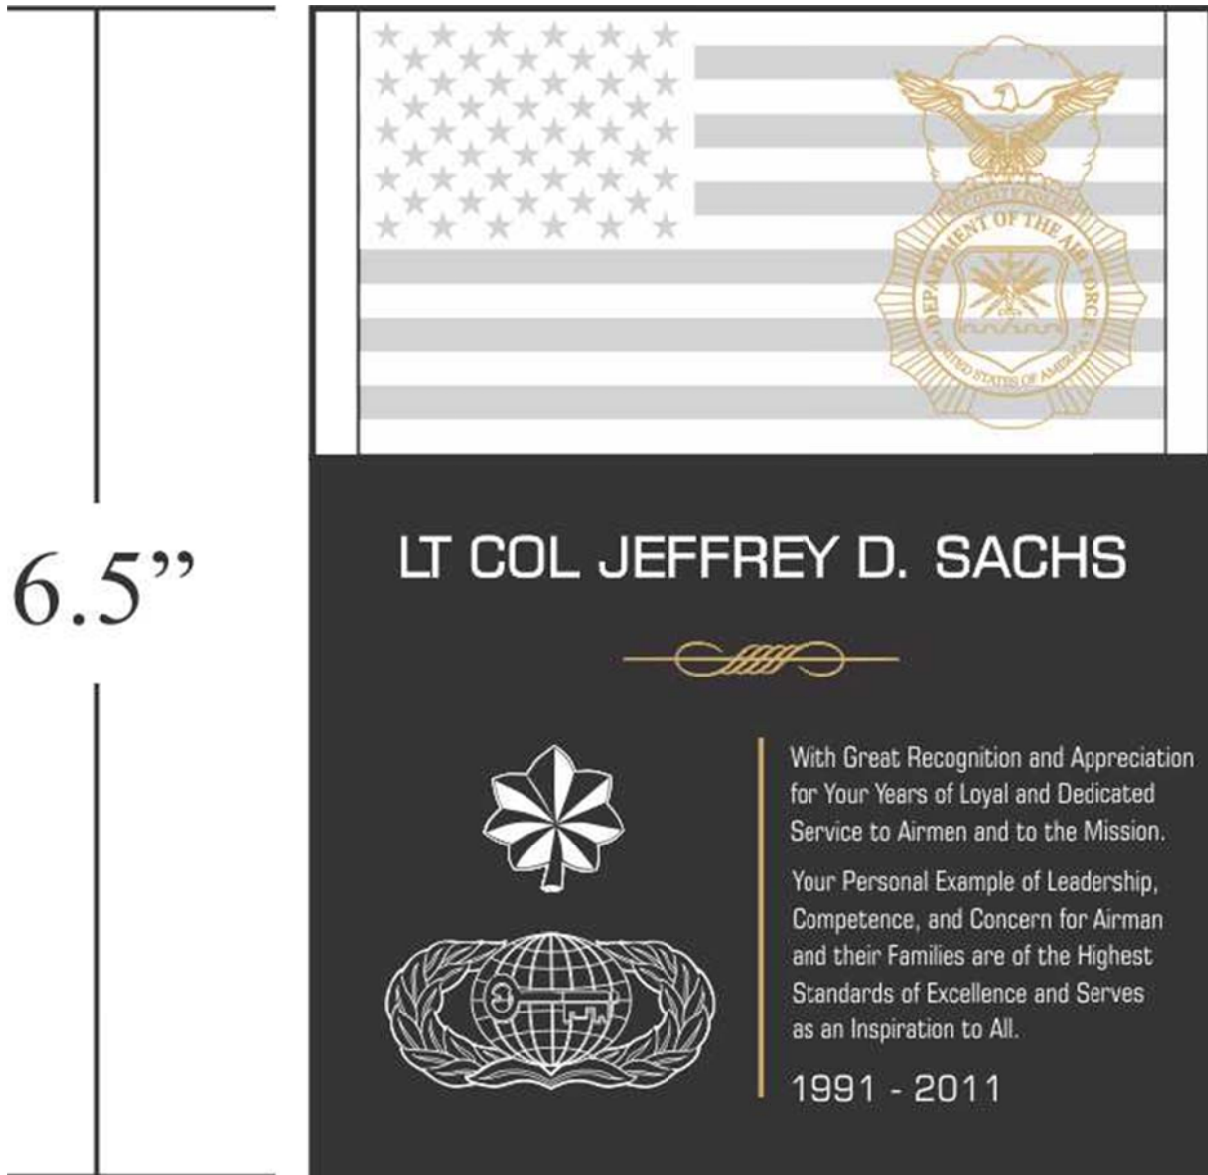 6.5”
SECURITY POLICE
DEPARTMENT OF THE AIR FORCE
UNITED STATES OF AMERICA
LT COL JEFFREY D. SACHS
With Great Recognition and Appreciation
for Your Years of Loyal and Dedicated
Service to Airmen and to the Mission.
Your Personal Example of Leadership,
Competence, and Concern for Airman
and their Families are of the Highest
Standards of Excellence and Serves
as an Inspiration to All.
1991 - 2011